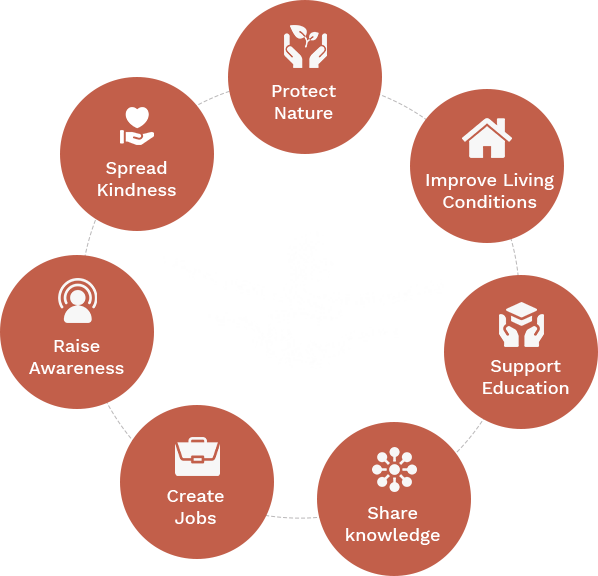 Protect
Nature
Improve Living
Conditions
Support
Education
Share
knowledge
Create
Jobs
Raise
Awareness
Spread
Kindness